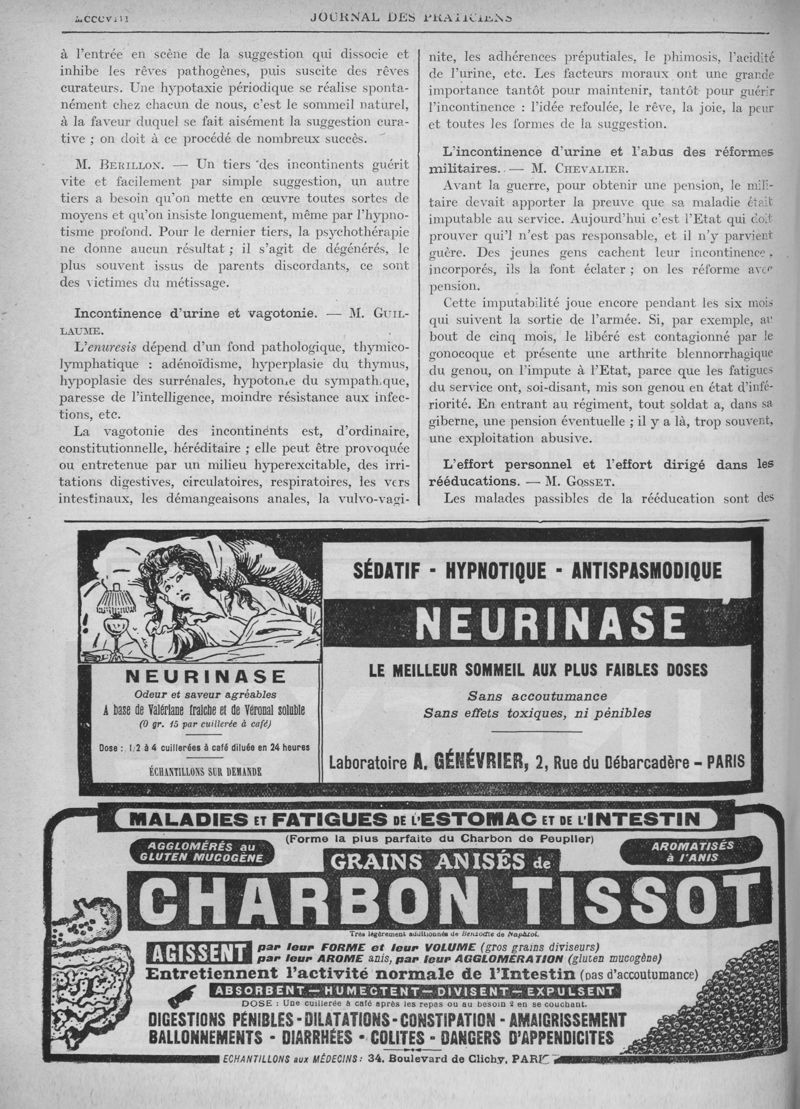 JOURNAL DES PRATICIENS
à l'entrée en scène de la suggestion qui dissocie et
inhibe les rêves pathogènes, puis suscite des rêves
curateurs. Une hypotaxie périodique se réalise sponta-
nément chez chacun de nous, c'est le sommeil naturel,
à la faveur duquel se fait aisément la suggestion cura-
tive ; on doit à ce procédé de nombreux succès.
M. BERILLON. — Un tiers des incontinents guérit
vite et facilement par simple suggestion, un autre
tiers a besoin qu'on mette en œuvre toutes sortes de
moyens et qu'on insiste longuement, même par l'hypno-
tisme profond. Pour le dernier tiers, la psychothérapie
ne donne aucun résultat ; il s'agit de dégénérés, le
plus souvent issus de parents discordants, ce sont
des victimes du métissage.
Incontinence d'urine et vagotonie. — M. GUIL-
LAUME.
L'enuresis dépend d'un fond pathologique, thymico-
lymphatique : adénoïdisme, hyperplasie du thymus,
hypoplasie des surrénales, hypotonie du sympathique,
paresse de l'intelligence, moindre résistance aux infec-
tions, etc.
La vagotonie des incontinents est, d'ordinaire,
constitutionnelle, héréditaire ; elle peut être provoquée
ou entretenue par un milieu hyperexcitable, des irri-
tations digestives, circulatoires, respiratoires, les vers
intestinaux, les démangeaisons anales, la vulvo-vagi-
nite, les adhérences préputiales, le phimosis, l'acidité
de l'urine, etc. Les facteurs moraux ont une grande
importance tantôt pour maintenir, tantôt pour guérir
l'incontinence : l'idée refoulée, le rêve, la joie, la peur
et toutes les formes de la suggestion.
L'incontinence d'urine et l'abus des réformes
militaires. — M. CHEVALIER.
Avant la guerre, pour obtenir une pension, le mili-
taire devait apporter la preuve que sa maladie était
imputable au service. Aujourd'hui c'est l'Etat qui doit
prouver qui'l n'est pas responsable, et il n'y parvient
guère. Des jeunes gens cachent leur incontinence ;
incorporés, ils la font éclater ; on les réforme avec
pension.
Cette imputabilité joue encore pendant les six mois
qui suivent la sortie de l'armée. Si, par exemple, au
bout de cinq mois, le libéré est contagionné par le
gonocoque et présente une arthrite blennorrhagique
du genou, on l'impute à l'Etat, parce que les fatigues
du service ont, soi-disant, mis son genou en état d'infé-
riorité. En entrant au régiment, tout soldat a, dans sa
giberne, une pension éventuelle ; il y a là, trop souvent,
une exploitation abusive.
L'effort personnel et l'effort dirigé dans les
rééducations. — M. GOSSET.
Les malades passibles de la rééducation sont des
NEURINASE
Odeur et saveur agréables
A base de Valériane fraîche et de Véronal soluble
(0 gr. 15 par cuillerée à café)
Dose : 1/2 à 4 cuillerées à café diluée en 24 heures
ÉCHANTILLONS SUR DEMANDE
SÉDATIF - HYPNOTIQUE - ANTISPASMODIQUE
NEURINASE
LE MEILLEUR SOMMEIL AUX PLUS FAIBLES DOSES
Sans accoutumance
Sans effets toxiques, ni pénibles
Laboratoire A. GÉNÉVRIER, 2, Rue du Débarcadère - PARIS
MALADIES ET FATIGUES DE L'ESTOMAC ET DE L'INTESTIN
(Forme la plus parfaite du Charbon de Peuplier)
AGGLOMÉRÉS au
GLUTEN MUCOGÈNE
GRAINS ANISÉS de
AROMATISÉS
à l'ANIS
CHARBON TISSOT
Très légèrement additionnés de Benzoate de Naphtol.
AGISSENT
par leur FORME et leur VOLUME (gros grains diviseurs)
par leur AROME anis, par leur AGGLOMÉRATION (gluten mucogène)
Entretiennent l'activité normale de l'Intestin (pas d'accoutumance)
ABSORBENT — HUMECTENT — DIVISENT — EXPULSENT
DOSE : Une cuillerée à café après les repas ou au besoin 2 en se couchant.
DIGESTIONS PÉNIBLES - DILATATIONS - CONSTIPATION - AMAIGRISSEMENT
BALLONNEMENTS - DIARRHÉES - COLITES - DANGERS D'APPENDICITES
ECHANTILLONS aux MÉDECINS : 34, Boulevard de Clichy, PARIS